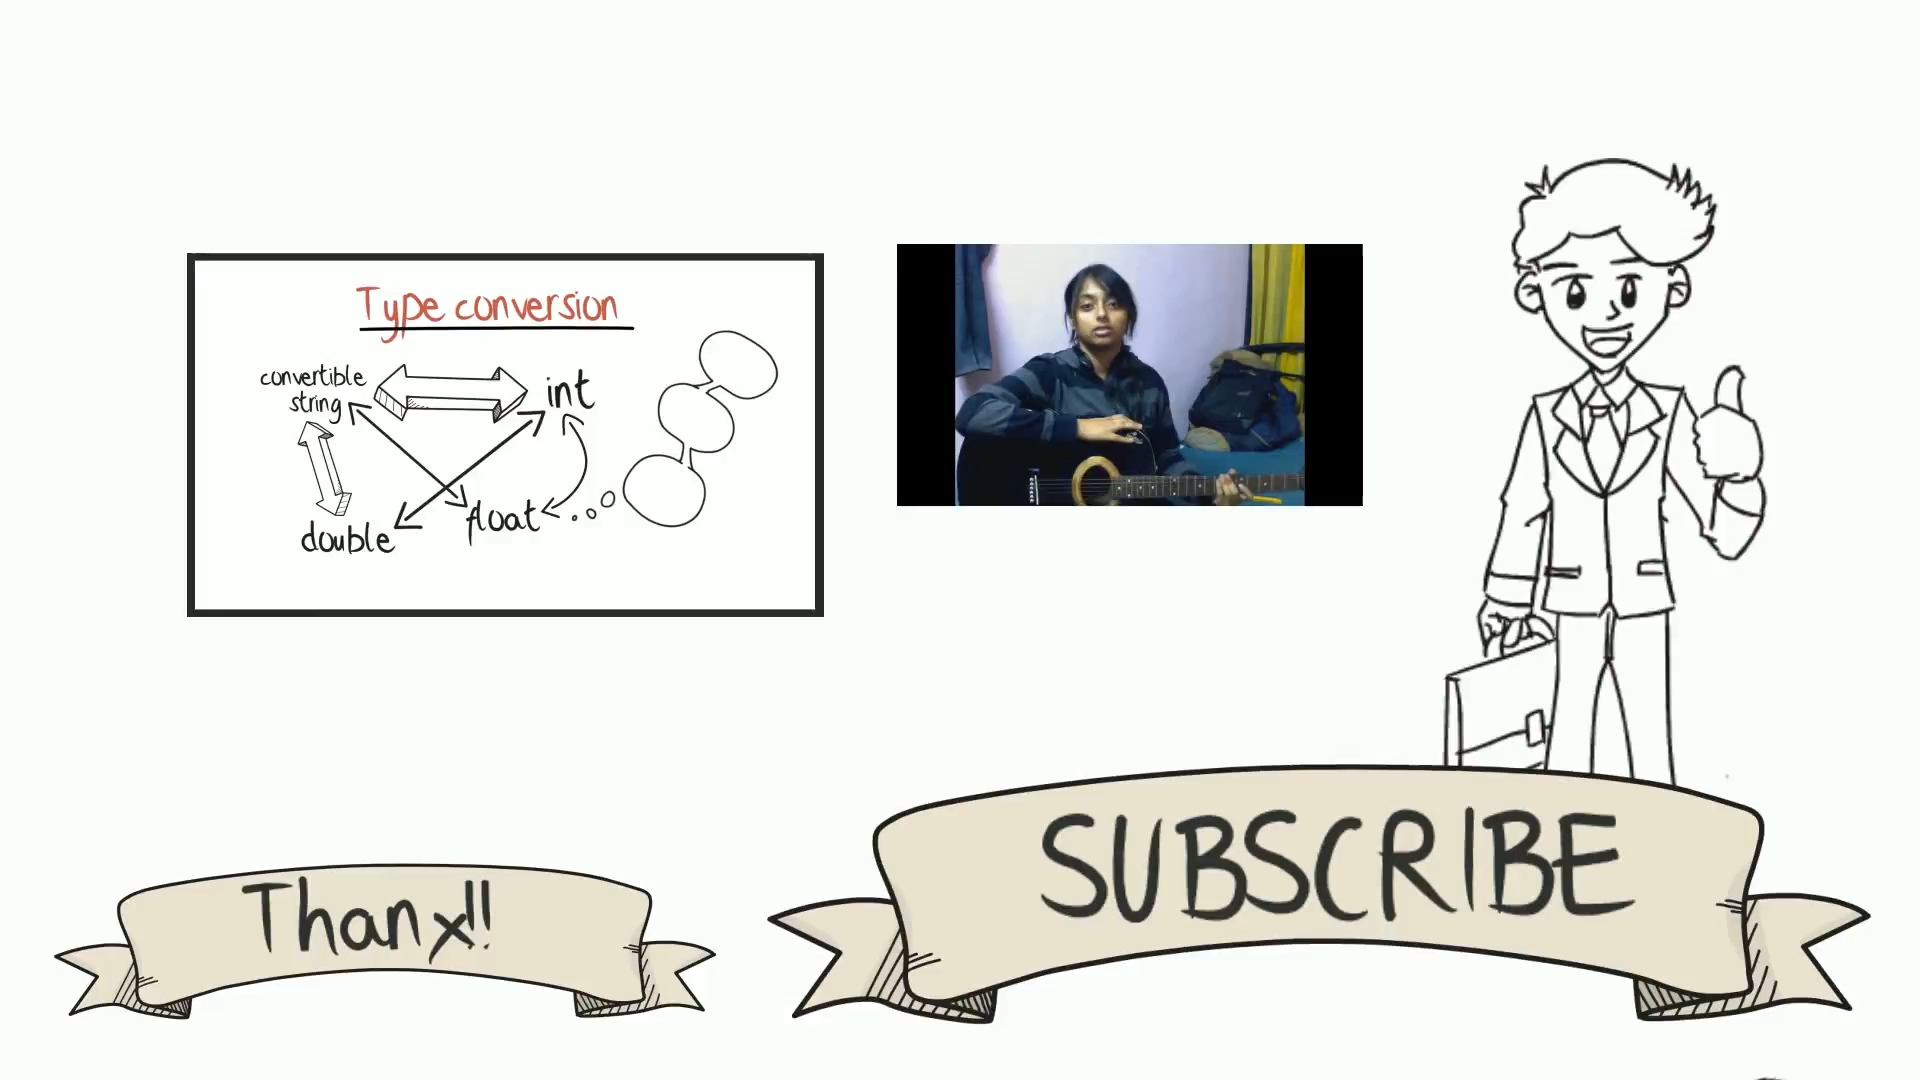 Type conversion
convertible
string
int
float
double
Thanx!!
SUBSCRIBE